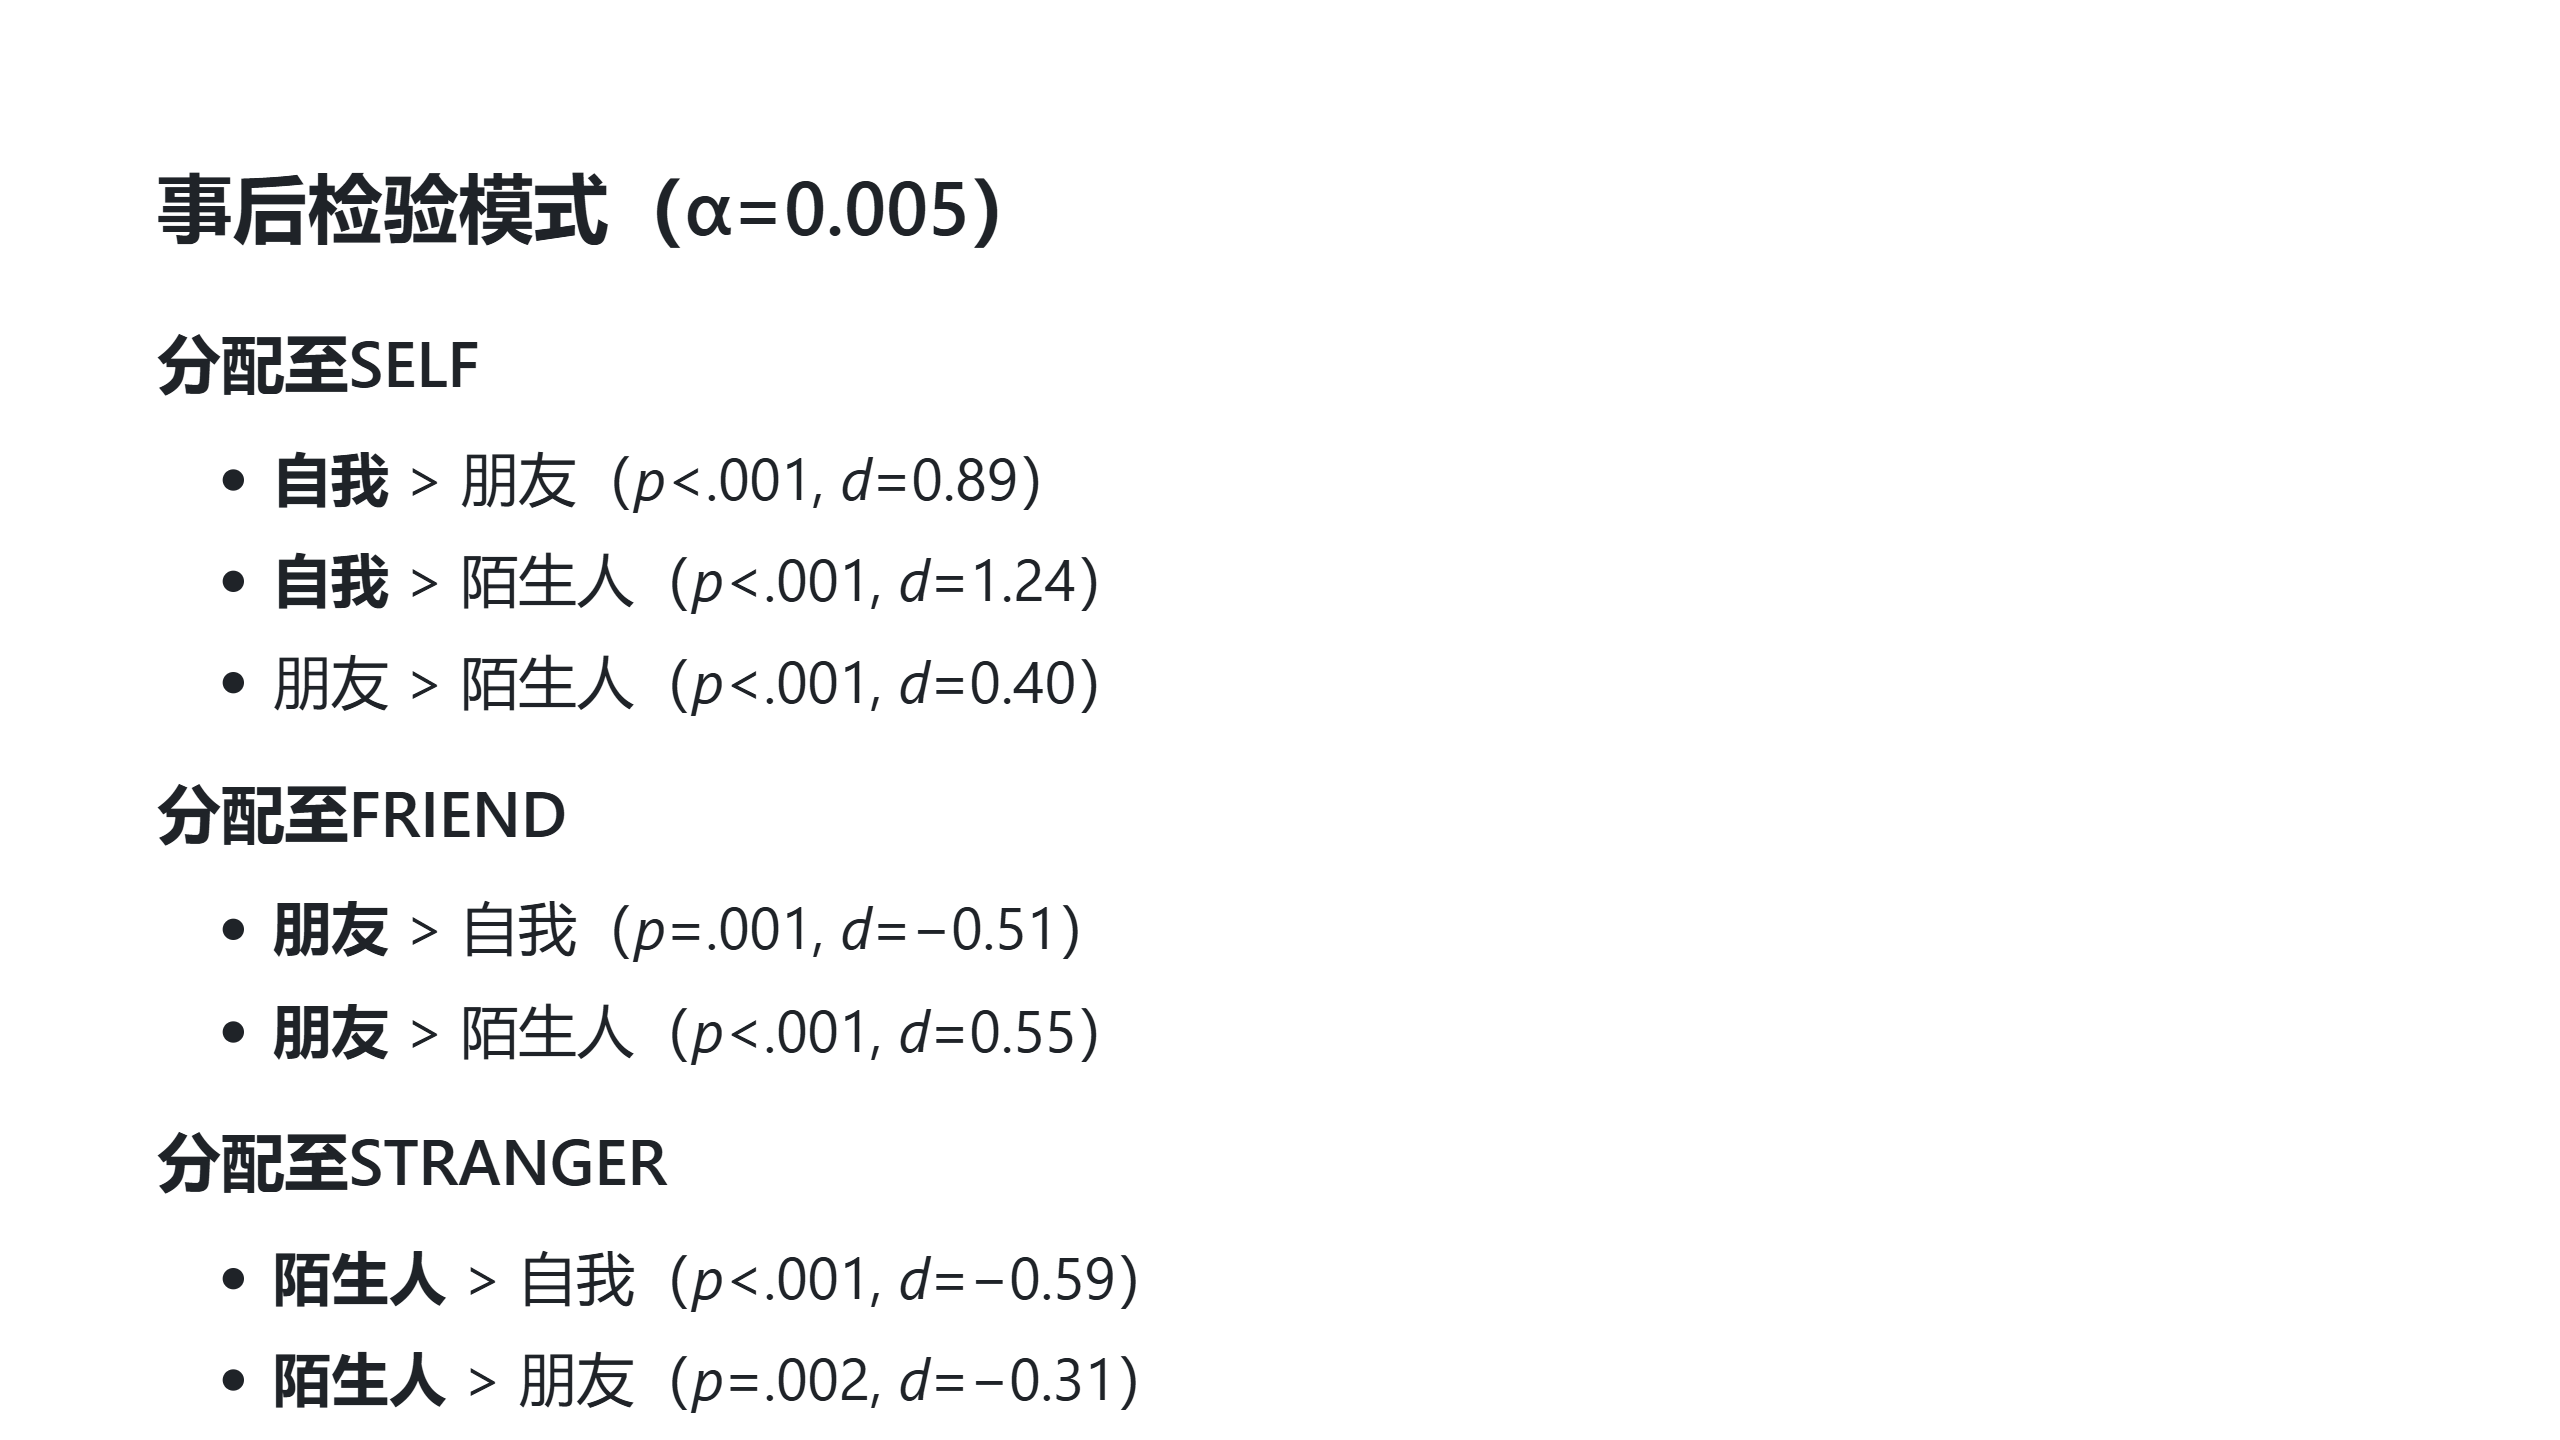 事后检验模式（α=0.005）
分配至SELF
• 自我 > 朋友（p<.001, d=0.89）
• 自我 > 陌生人（p<.001, d=1.24）
• 朋友 > 陌生人（p<.001, d=0.40）
分配至FRIEND
• 朋友 > 自我（p=.001, d=−0.51）
• 朋友 > 陌生人（p<.001, d=0.55）
分配至STRANGER
• 陌生人 > 自我（p<.001, d=−0.59）
• 陌生人 > 朋友（p=.002, d=−0.31）